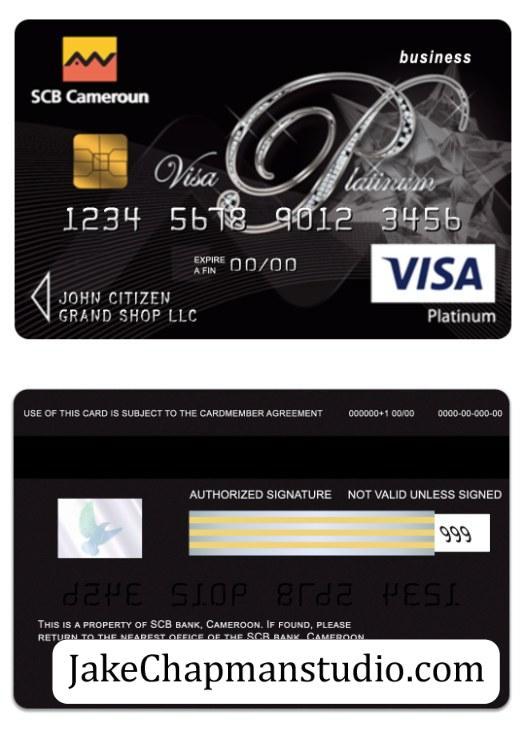 SCB Cameroun
business
Visa Platinum
1234 5678 9012 3456
EXPIRE
A FIN 00/00
VISA
JOHN CITIZEN
GRAND SHOP LLC
Platinum
USE OF THIS CARD IS SUBJECT TO THE CARDMEMBER AGREEMENT 000000+1 00/00 0000-00-000-00
AUTHORIZED SIGNATURE NOT VALID UNLESS SIGNED
999
THIS IS A PROPERTY OF SCB BANK, CAMEROON. IF FOUND, PLEASE
RETURN TO THE NEAREST OFFICE OF THE SCB BANK, CAMEROON
JakeChapmanstudio.com